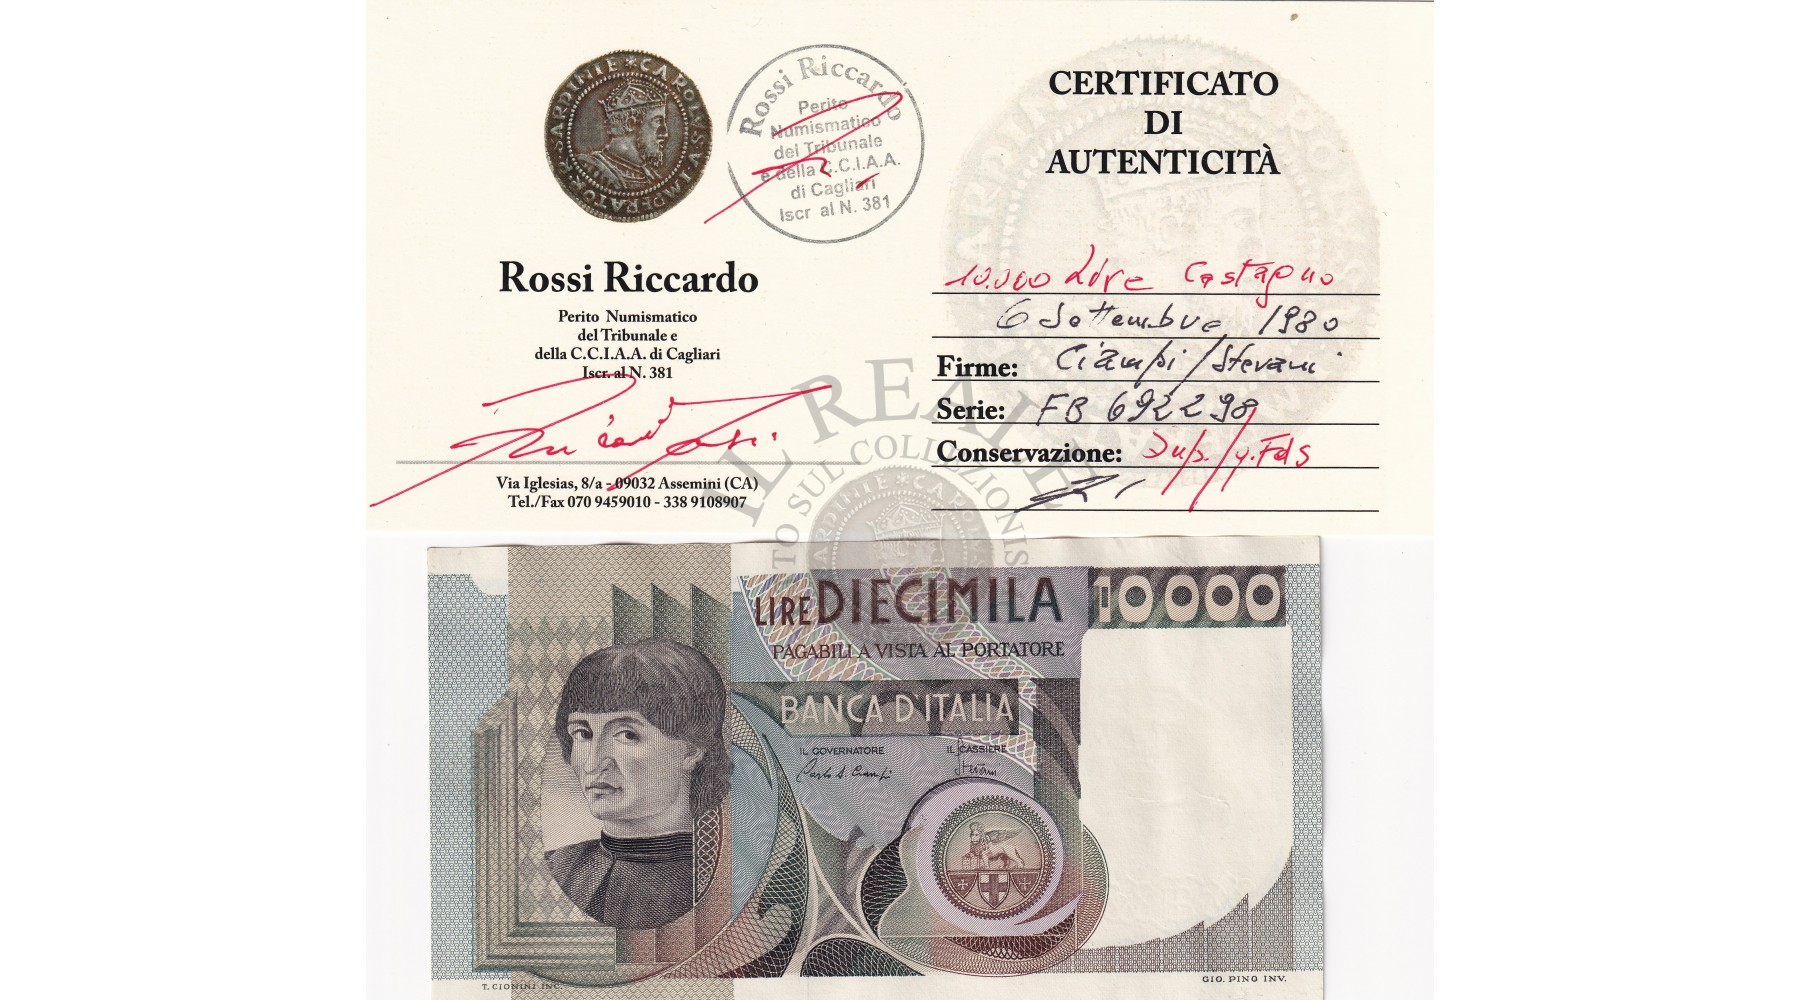 CAROLVS V IMPERATOR
SARDINIE
Rossi Riccardo
Perito
Numismatico
del Tribunale
e della C.C.I.A.A.
di Cagliari
Iscr al N. 381
CERTIFICATO
DI
AUTENTICITÀ
Rossi Riccardo
Perito Numismatico
del Tribunale e
della C.C.I.A.A. di Cagliari
Iscr. al N. 381
Via Iglesias, 8/a - 09032 Assemini (CA)
Tel./Fax 070 9459010 - 338 9108907
10.000 Lire Castagno
6 Settembre 1980
Firme: Ciampi/Stevani
Serie: FB 692298
Conservazione: Sup./q.Fds
IL REALE
TO SUL COLLEZIONIS
LIRE DIECIMILA 10000
PAGABILI A VISTA AL PORTATORE
BANCA D'ITALIA
IL GOVERNATORE IL CASSIERE
Carlo A. Ciampi Stevani
T. CIONINI INC. GIO. PINO INV.